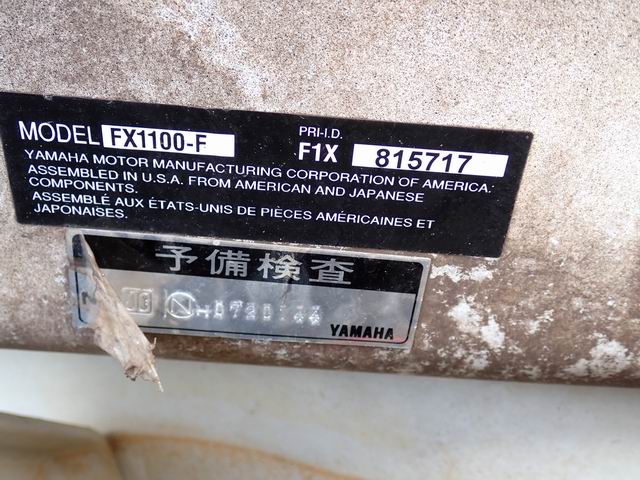 MODEL FX1100-F
PRI-I.D.
F1X 815717
YAMAHA MOTOR MANUFACTURING CORPORATION OF AMERICA.
ASSEMBLED IN U.S.A. FROM AMERICAN AND JAPANESE
COMPONENTS.
ASSEMBLÉ AUX ÉTATS-UNIS DE PIÈCES AMÉRICAINES ET
JAPONAISES.
予備検査
YAMAHA